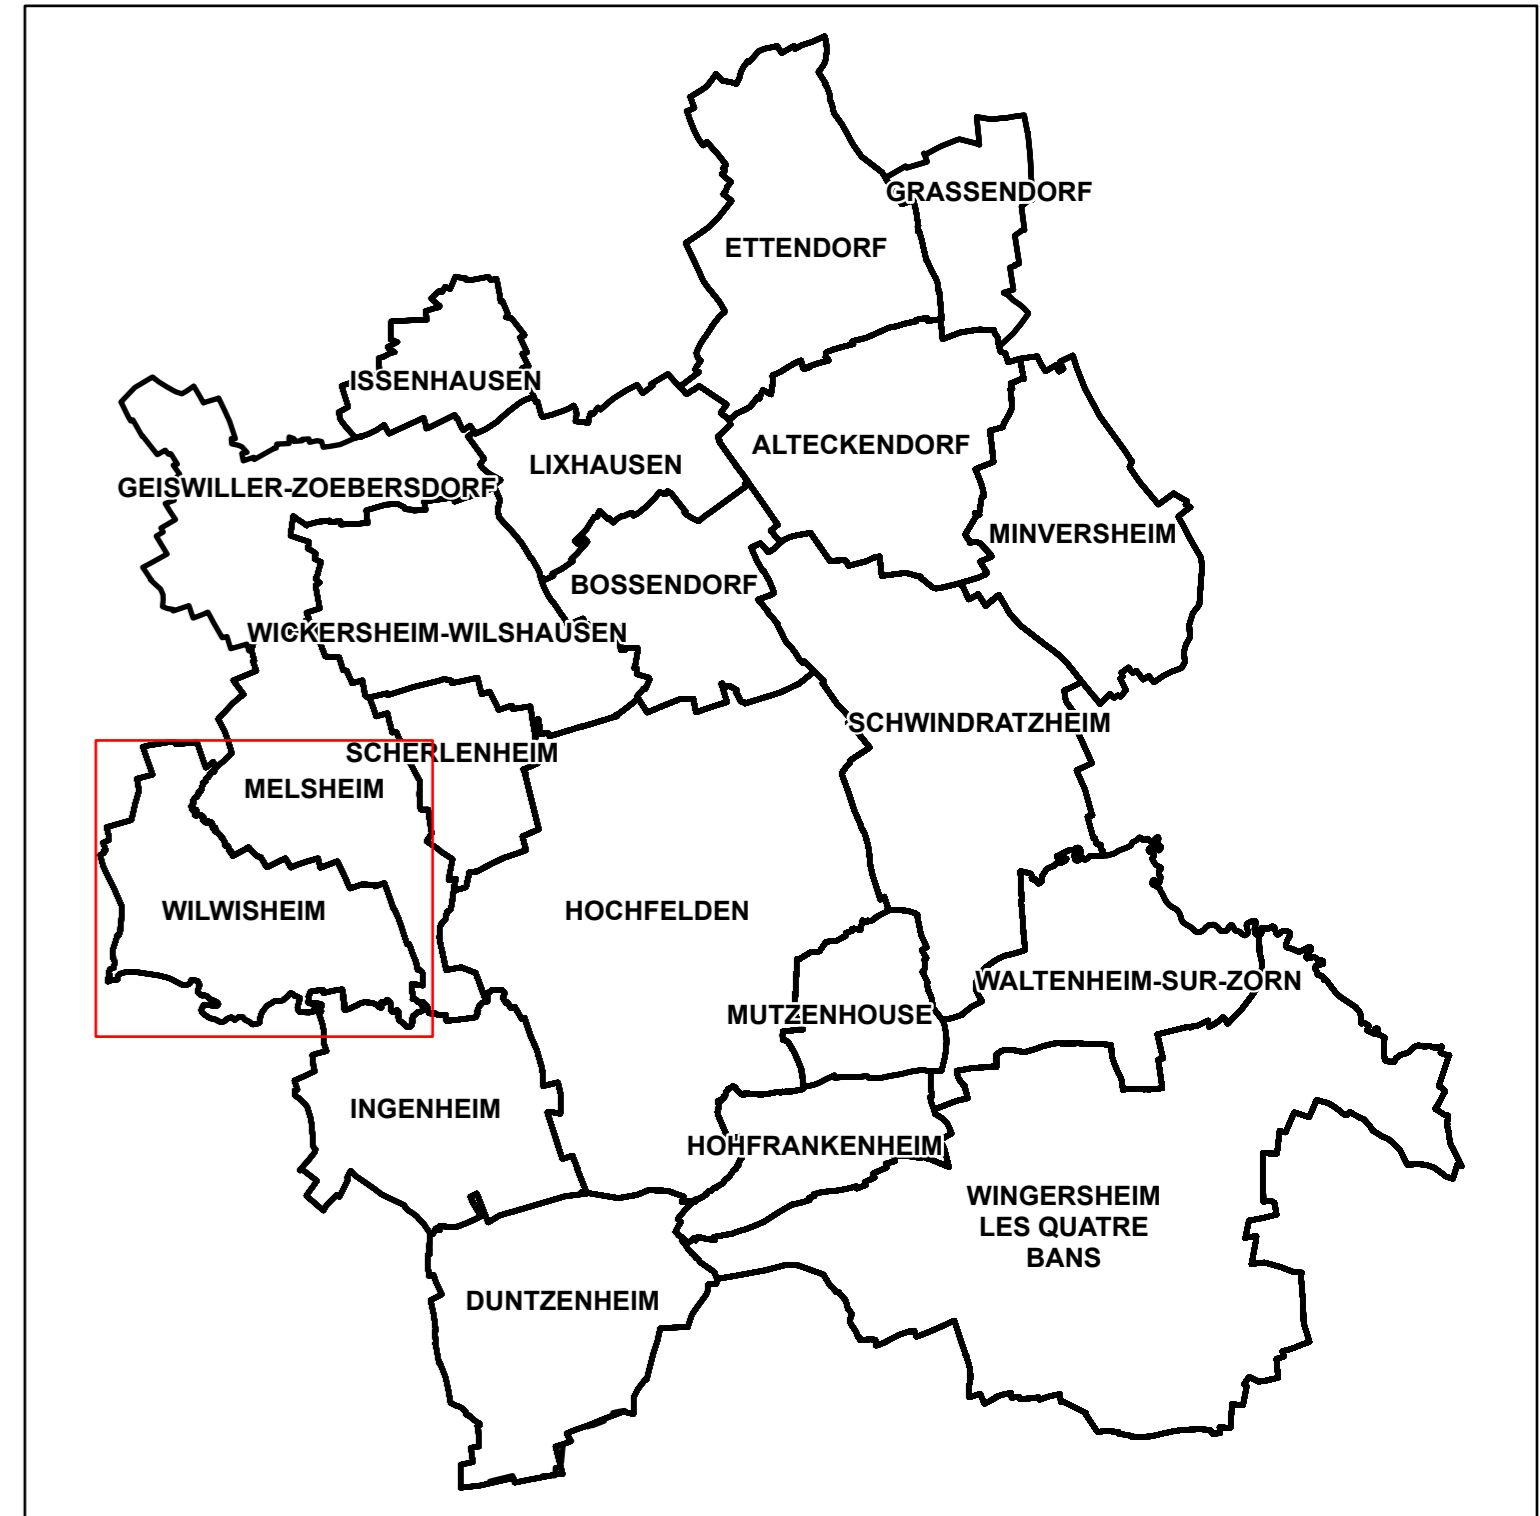 GRASSENDORF
ETTENDORF
ISSENHAUSEN
ALTECKENDORF
LIXHAUSEN
GEISWILLER-ZOEBERSDORF
MINVERSHEIM
BOSSENDORF
WICKERSHEIM-WILSHAUSEN
SCHWINDRATZHEIM
SCHERLENHEIM
MELSHEIM
WILWISHEIM
HOCHFELDEN
WALTENHEIM-SUR-ZORN
MUTZENHOUSE
INGENHEIM
HOHFRANKENHEIM
WINGERSHEIM
LES QUATRE
BANS
DUNTZENHEIM